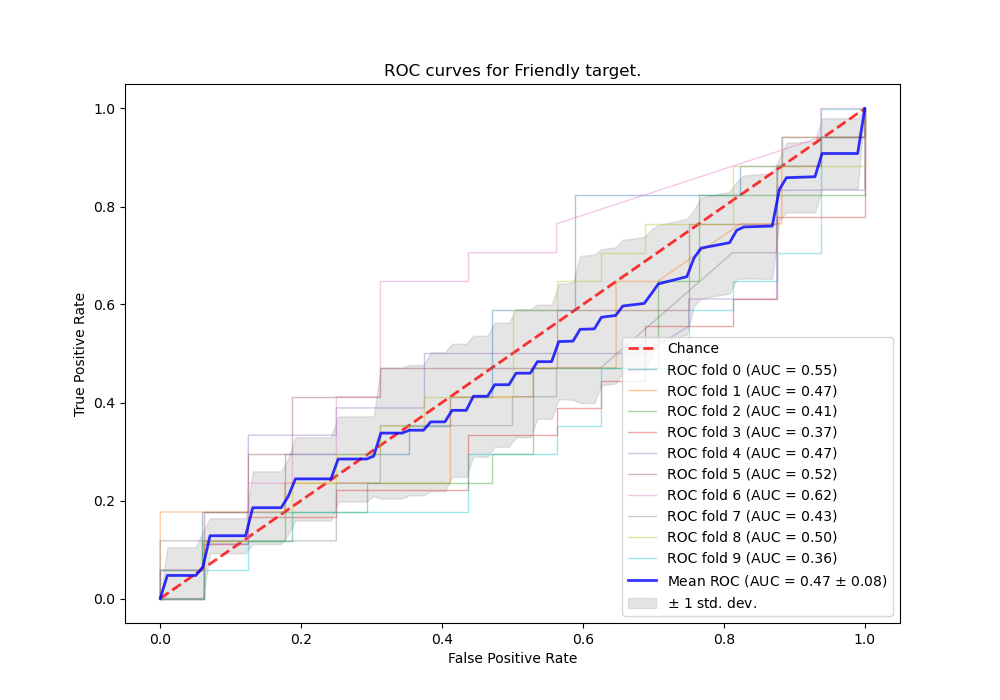 ROC curves for Friendly target.
True Positive Rate
1.0
0.8
0.6
0.4
0.2
0.0
Chance
ROC fold 0 (AUC = 0.55)
ROC fold 1 (AUC = 0.47)
ROC fold 2 (AUC = 0.41)
ROC fold 3 (AUC = 0.37)
ROC fold 4 (AUC = 0.47)
ROC fold 5 (AUC = 0.52)
ROC fold 6 (AUC = 0.62)
ROC fold 7 (AUC = 0.43)
ROC fold 8 (AUC = 0.50)
ROC fold 9 (AUC = 0.36)
Mean ROC (AUC = 0.47 ± 0.08)
± 1 std. dev.
0.0 0.2 0.4 0.6 0.8 1.0
False Positive Rate